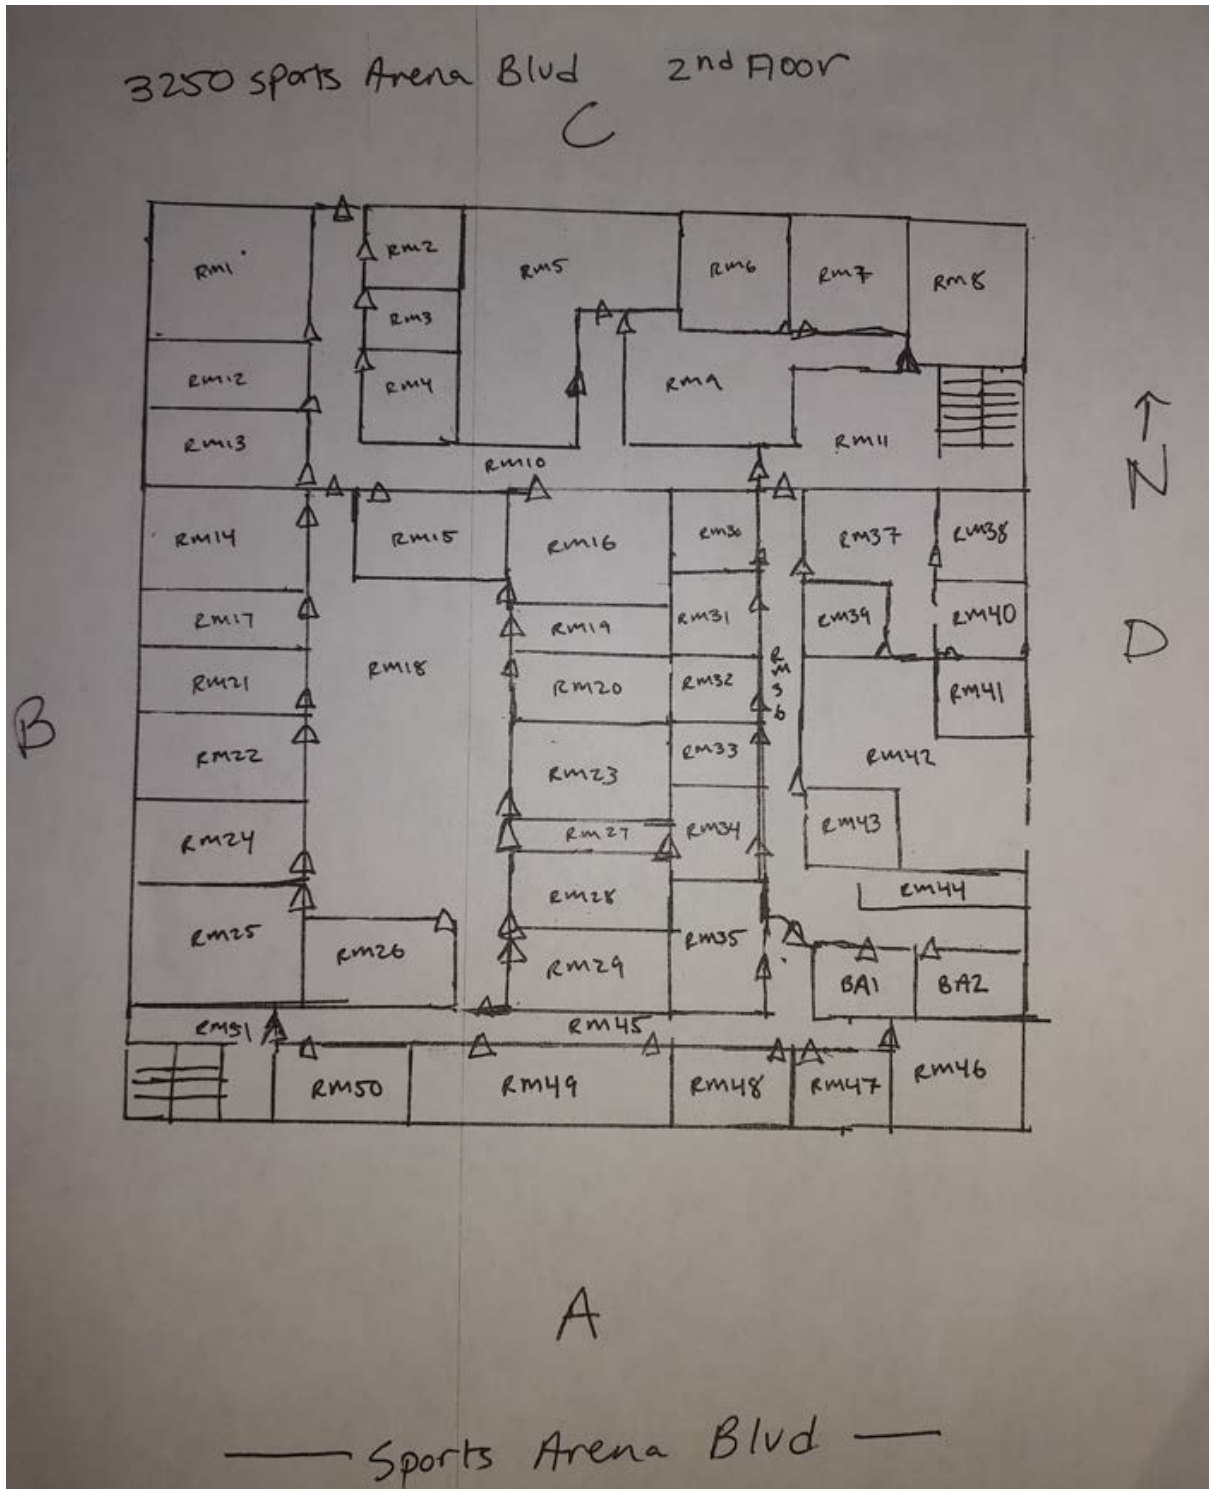 3250 sports Arena Blvd 2nd Floor
C
RM1 RM2 RM5 RM6 RM7 RM8
RM3
RM12 RM4 RM9
RM13 RM10 RM11
N
RM14 RM15 RM16 RM30 RM37 RM38
RM17 RM19 RM31 RM39 RM40
D
RM21 RM18 RM20 RM32 RM36 RM41
B
RM22 RM23 RM33 RM42
RM24 RM27 RM34 RM43
RM28 RM44
RM25 RM26 RM29 RM35 BA1 BA2
RM51 RM45
RM50 RM49 RM48 RM47 RM46
A
Sports Arena Blvd